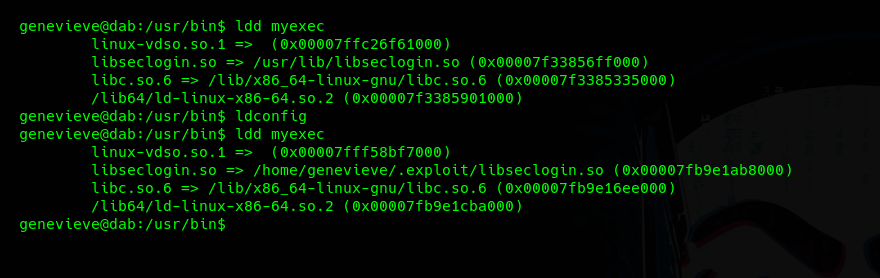 genevieve@dab:/usr/bin$ ldd myexec
linux-vdso.so.1 =>  (0x00007ffc26f61000)
libseclogin.so => /usr/lib/libseclogin.so (0x00007f33856ff000)
libc.so.6 => /lib/x86_64-linux-gnu/libc.so.6 (0x00007f3385335000)
/lib64/ld-linux-x86-64.so.2 (0x00007f3385901000)
genevieve@dab:/usr/bin$ ldconfig
genevieve@dab:/usr/bin$ ldd myexec
linux-vdso.so.1 =>  (0x00007fff58bf7000)
libseclogin.so => /home/genevieve/.exploit/libseclogin.so (0x00007fb9e1ab8000)
libc.so.6 => /lib/x86_64-linux-gnu/libc.so.6 (0x00007fb9e16ee000)
/lib64/ld-linux-x86-64.so.2 (0x00007fb9e1cba000)
genevieve@dab:/usr/bin$